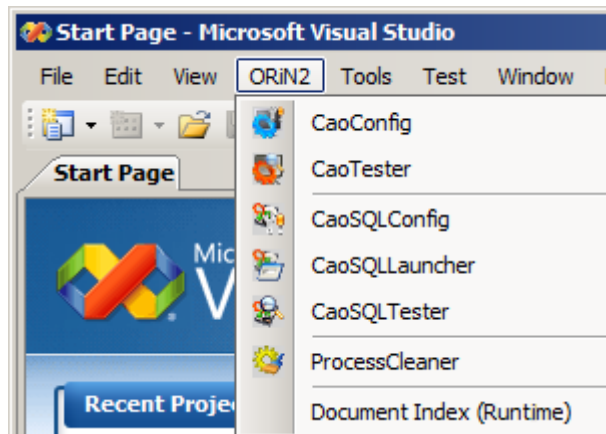 Start Page - Microsoft Visual Studio
File Edit View ORiN2 Tools Test Window
CaoConfig
Start Page
CaoTester
CaoSQLConfig
Mic
V
CaoSQLLauncher
CaoSQLTester
ProcessCleaner
Recent Proje
Document Index (Runtime)